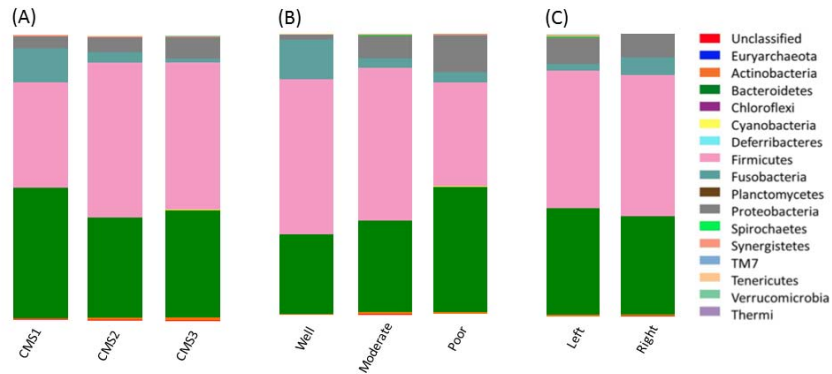 (A)
(B)
(C)
CMS1
CMS2
CMS3
Well
Moderate
Poor
Left
Right
Unclassified
Euryarchaeota
Actinobacteria
Bacteroidetes
Chloroflexi
Cyanobacteria
Deferribacteres
Firmicutes
Fusobacteria
Planctomycetes
Proteobacteria
Spirochaetes
Synergistetes
TM7
Tenericutes
Verrucomicrobia
Thermi